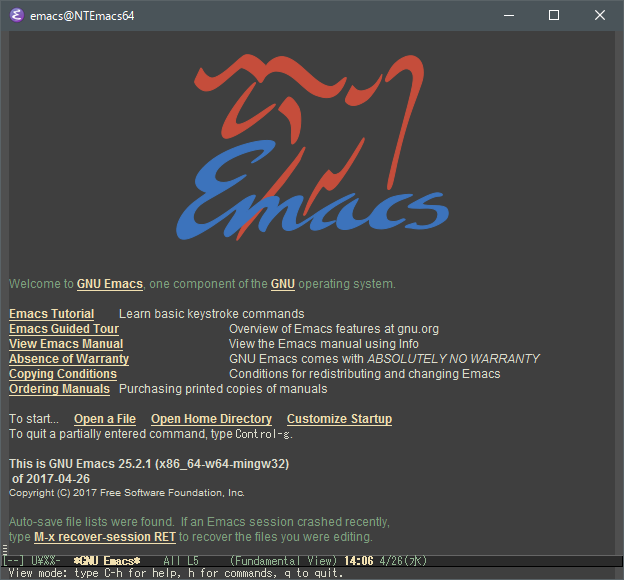 emacs@NTEmacs64
Emacs
Welcome to GNU Emacs, one component of the GNU operating system.
Emacs Tutorial Learn basic keystroke commands
Emacs Guided Tour Overview of Emacs features at gnu.org
View Emacs Manual View the Emacs manual using Info
Absence of Warranty GNU Emacs comes with ABSOLUTELY NO WARRANTY
Copying Conditions Conditions for redistributing and changing Emacs
Ordering Manuals Purchasing printed copies of manuals
To start... Open a File Open Home Directory Customize Startup
To quit a partially entered command, type Control-g.
This is GNU Emacs 25.2.1 (x86_64-w64-mingw32)
of 2017-04-26
Copyright (C) 2017 Free Software Foundation, Inc.
Auto-save file lists were found. If an Emacs session crashed recently,
type M-x recover-session RET to recover the files you were editing.
[--] U\%%- *GNU Emacs* All L5 (Fundamental View) 14:06 4/26(水)
View mode: type C-h for help, h for commands, q to quit.